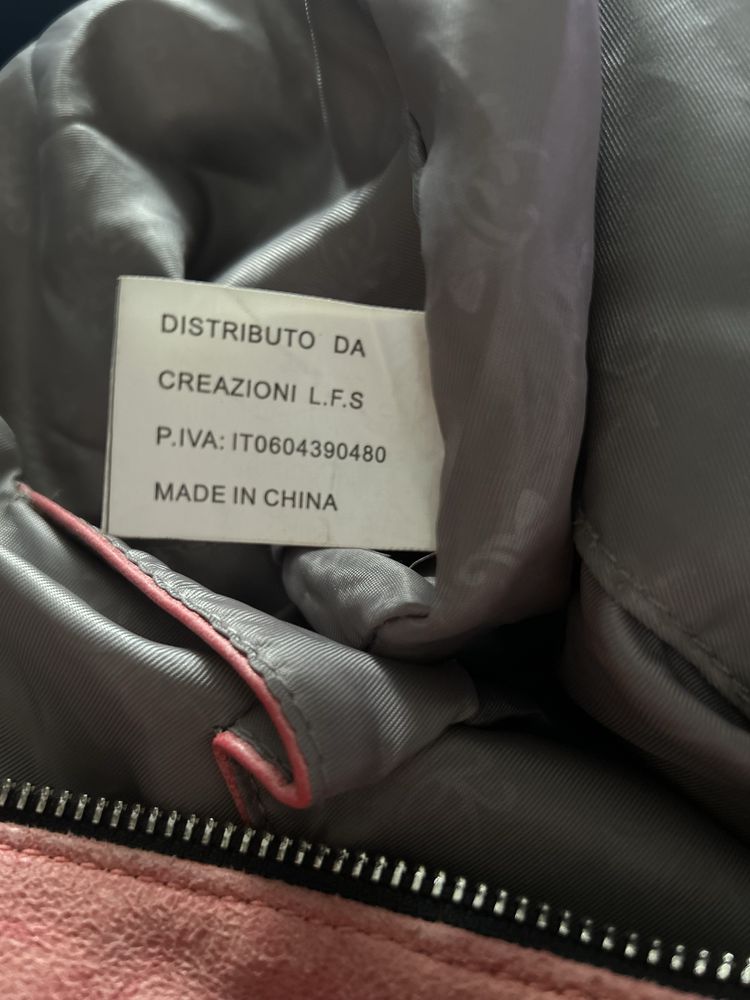 DISTRIBUTO DA
CREAZIONI L.F.S
P.IVA: IT0604390480
MADE IN CHINA